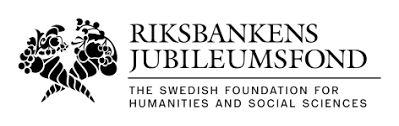 RIKSBANKENS
JUBILEUMSFOND
THE SWEDISH FOUNDATION FOR
HUMANITIES AND SOCIAL SCIENCES